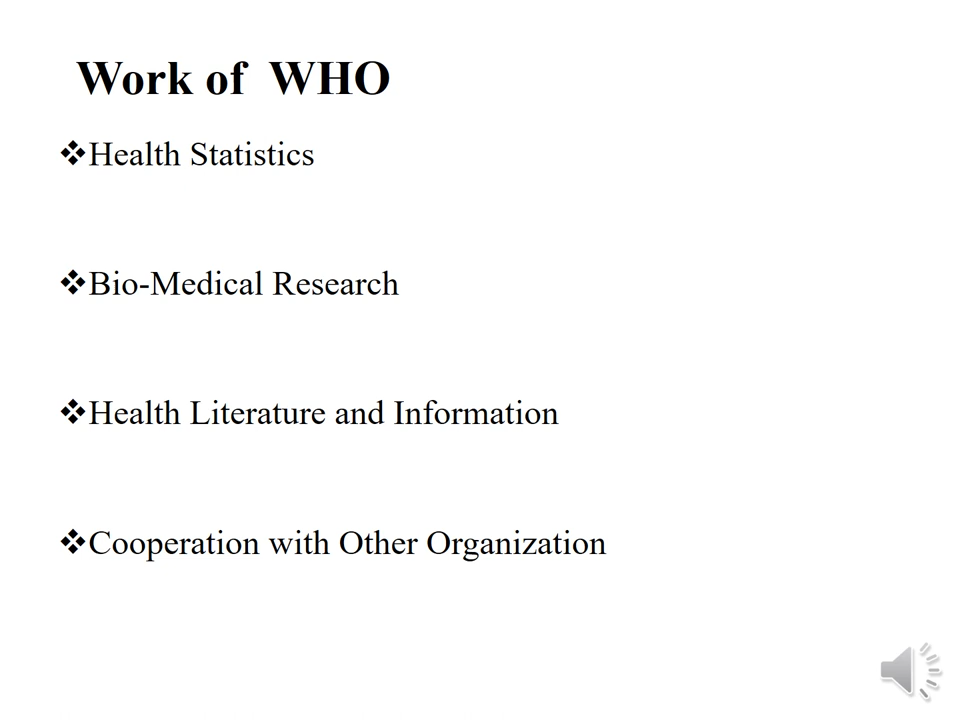 Work of  WHO
❖Health Statistics
❖Bio-Medical Research
❖Health Literature and Information
❖Cooperation with Other Organization